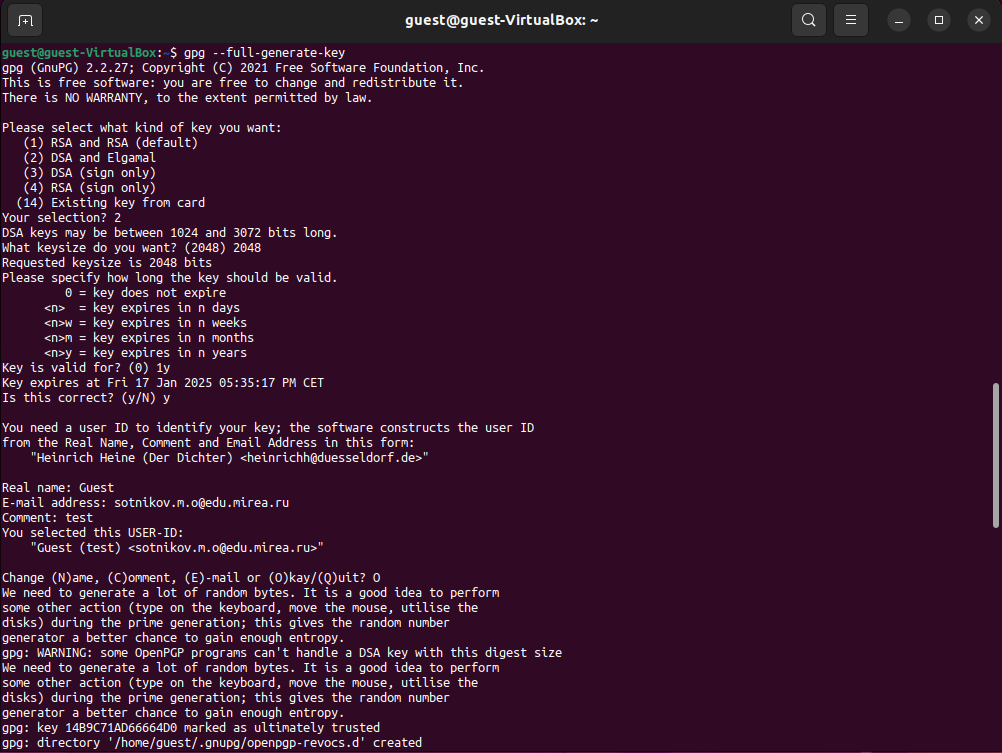 guest@guest-VirtualBox: ~
guest@guest-VirtualBox:~$ gpg --full-generate-key
gpg (GnuPG) 2.2.27; Copyright (C) 2021 Free Software Foundation, Inc.
This is free software: you are free to change and redistribute it.
There is NO WARRANTY, to the extent permitted by law.

Please select what kind of key you want:
   (1) RSA and RSA (default)
   (2) DSA and Elgamal
   (3) DSA (sign only)
   (4) RSA (sign only)
  (14) Existing key from card
Your selection? 2
DSA keys may be between 1024 and 3072 bits long.
What keysize do you want? (2048) 2048
Requested keysize is 2048 bits
Please specify how long the key should be valid.
         0 = key does not expire
      <n>  = key expires in n days
      <n>w = key expires in n weeks
      <n>m = key expires in n months
      <n>y = key expires in n years
Key is valid for? (0) 1y
Key expires at Fri 17 Jan 2025 05:35:17 PM CET
Is this correct? (y/N) y

You need a user ID to identify your key; the software constructs the user ID
from the Real Name, Comment and Email Address in this form:
    "Heinrich Heine (Der Dichter) <heinrichh@duesseldorf.de>"

Real name: Guest
E-mail address: sotnikov.m.o@edu.mirea.ru
Comment: test
You selected this USER-ID:
    "Guest (test) <sotnikov.m.o@edu.mirea.ru>"

Change (N)ame, (C)omment, (E)-mail or (O)kay/(Q)uit? O
We need to generate a lot of random bytes. It is a good idea to perform
some other action (type on the keyboard, move the mouse, utilise the
disks) during the prime generation; this gives the random number
generator a better chance to gain enough entropy.
gpg: WARNING: some OpenPGP programs can't handle a DSA key with this digest size
We need to generate a lot of random bytes. It is a good idea to perform
some other action (type on the keyboard, move the mouse, utilise the
disks) during the prime generation; this gives the random number
generator a better chance to gain enough entropy.
gpg: key 14B9C71AD66664D0 marked as ultimately trusted
gpg: directory '/home/guest/.gnupg/openpgp-revocs.d' created